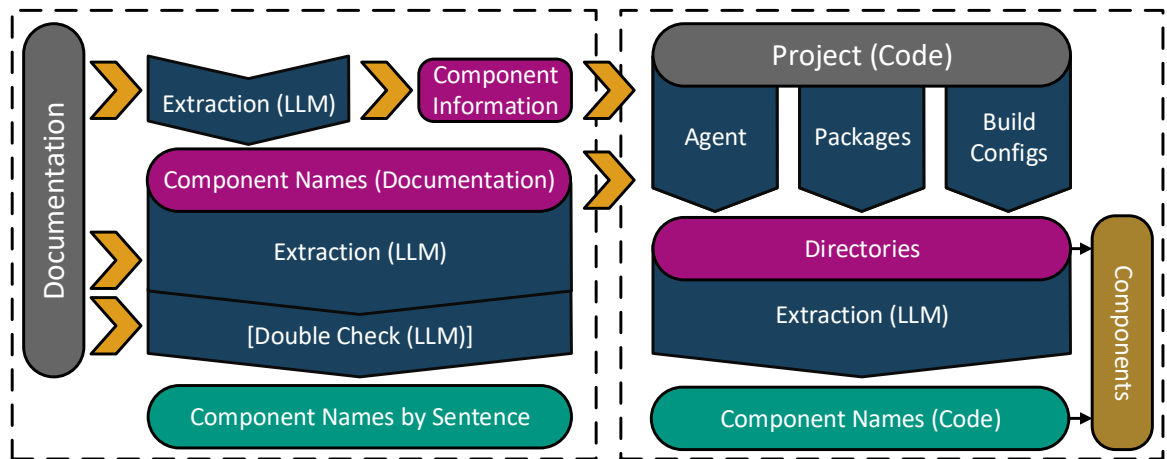 Documentation
Extraction (LLM)
Component
Information
Component Names (Documentation)
Extraction (LLM)
[Double Check (LLM)]
Component Names by Sentence
Project (Code)
Agent
Packages
Build
Configs
Directories
Extraction (LLM)
Component Names (Code)
Components